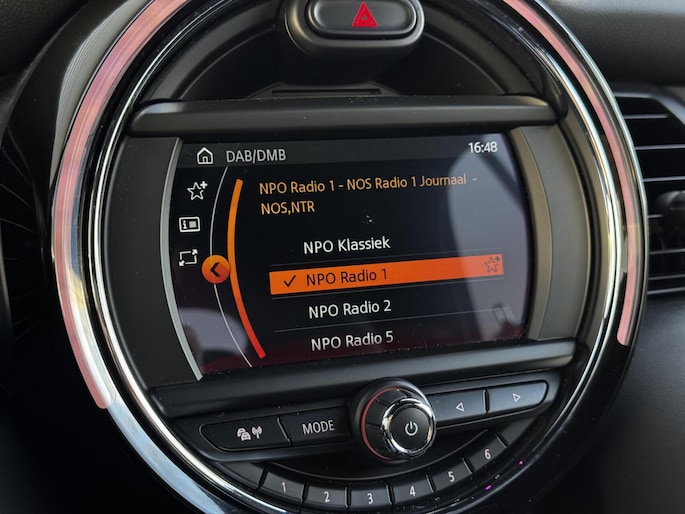 DAB/DMB 16:48
NPO Radio 1 - NOS Radio 1 Journaal -
NOS,NTR
NPO Klassiek
NPO Radio 1
NPO Radio 2
NPO Radio 5
MODE
1 2 3 4 5 6